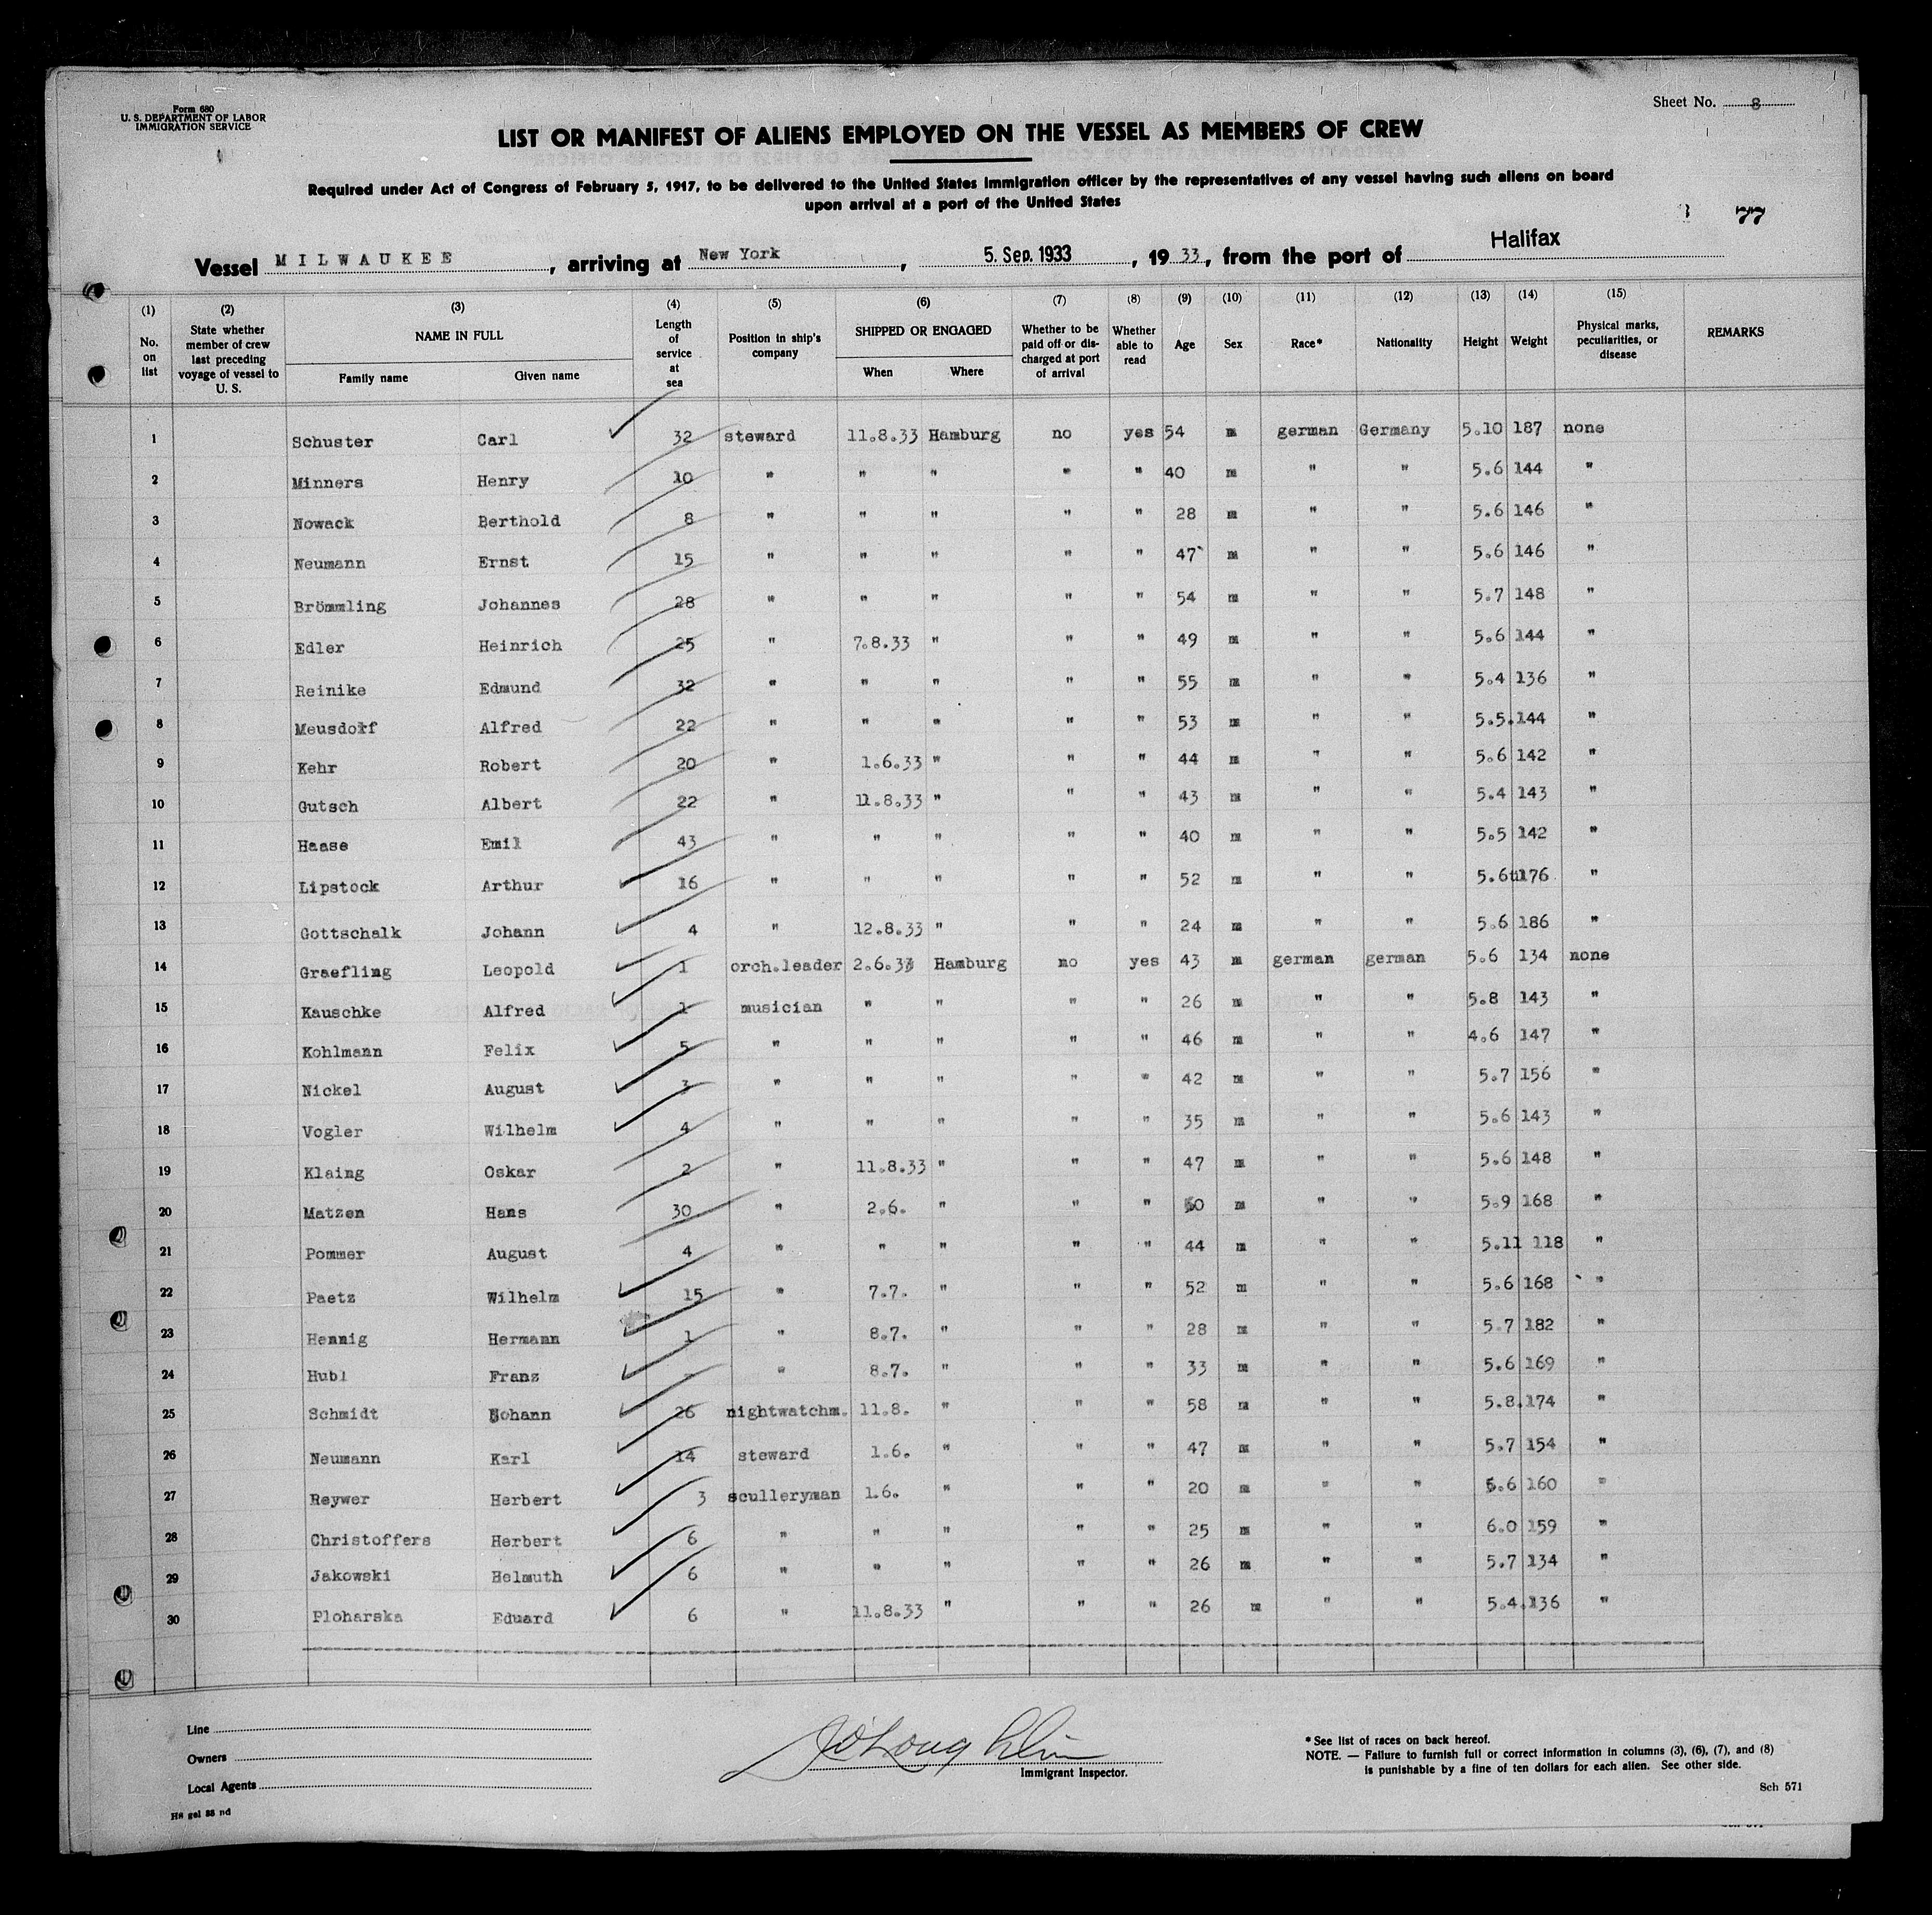 Form 680
U. S. DEPARTMENT OF LABOR
IMMIGRATION SERVICE
Sheet No. 8
LIST OR MANIFEST OF ALIENS EMPLOYED ON THE VESSEL AS MEMBERS OF CREW
Required under Act of Congress of February 5, 1917, to be delivered to the United States immigration officer by the representatives of any vessel having such aliens on board
upon arrival at a port of the United States
77
Vessel MILWAUKEE, arriving at New York, 5. Sep. 1933, 1933, from the port of Halifax
(1) (2) (3) (4) (5) (6) (7) (8) (9) (10) (11) (12) (13) (14) (15)
No. on list State whether member of crew last preceding voyage of vessel to U. S. NAME IN FULL Family name Given name Length of service at sea Position in ship's company SHIPPED OR ENGAGED When Where Whether to be paid off or discharged at port of arrival Whether able to read Age Sex Race* Nationality Height Weight Physical marks, peculiarities, or disease REMARKS
1 Schuster Carl 32 steward 11.8.33 Hamburg no yes 54 m german Germany 5.10 187 none
2 Minners Henry 10 " " " " " 40 m " " 5.6 144 "
3 Nowack Berthold 8 " " " " " 28 m " " 5.6 146 "
4 Neumann Ernst 15 " " " " " 47 m " " 5.6 146 "
5 Brömmling Johannes 28 " " " " " 54 m " " 5.7 148 "
6 Edler Heinrich 25 " 7.8.33 " " " 49 m " " 5.6 144 "
7 Reinike Edmund 32 " " " " " 55 m " " 5.4 136 "
8 Meusdorf Alfred 22 " " " " " 53 m " " 5.5. 144 "
9 Kehr Robert 20 " 1.6.33 " " " 44 m " " 5.6 142 "
10 Gutsch Albert 22 " 11.8.33 " " " 43 m " " 5.4 143 "
11 Haase Emil 43 " " " " " 40 m " " 5.5 142 "
12 Lipstock Arthur 16 " " " " " 52 m " " 5.6 176 "
13 Gottschalk Johann 4 " 12.8.33 " " " 24 m " " 5.6 186 "
14 Graefling Leopold 1 orch.leader 2.6.33 Hamburg no yes 43 m german german 5.6 134 none
15 Kauschke Alfred 1 musician " " " " 26 m " " 5.8 143 "
16 Kohlmann Felix 5 " " " " " 46 m " " 4.6 147 "
17 Nickel August 3 " " " " " 42 m " " 5.7 156 "
18 Vogler Wilhelm 4 " " " " " 35 m " " 5.6 143 "
19 Klaing Oskar 2 " 11.8.33 " " " 47 m " " 5.6 148 "
20 Matzen Hans 30 " 2.6. " " " m " " 5.9 168 "
21 Pommer August 4 " " " " " 44 m " " 5.11 118 "
22 Paetz Wilhelm 15 " 7.7. " " " 52 m " " 5.6 168 "
23 Hennig Hermann 1 " 8.7. " " " 28 m " " 5.7 182 "
24 Hubl Franz - " 8.7. " " " 33 m " " 5.6 169 "
25 Schmidt Johann 26 nightwatchm. 11.8. " " " 58 m " " 5.8. 174 "
26 Neumann Karl 14 steward 1.6. " " " 47 m " " 5.7 154 "
27 Reywer Herbert 3 sculleryman 1.6. " " " 20 m " " 5.6 160 "
28 Christoffers Herbert 6 " " " " " 25 m " " 6.0 159 "
29 Jakowski Helmuth 6 " " " " " 26 m " " 5.7 134 "
30 Ploharska Eduard 6 " 11.8.33 " " " 26 m " " 5.4. 136 "
Line
Owners
Local Agents
Immigrant Inspector.
* See list of races on back hereof.
NOTE. — Failure to furnish full or correct information in columns (3), (6), (7), and (8)
is punishable by a fine of ten dollars for each alien. See other side.
Sch 571